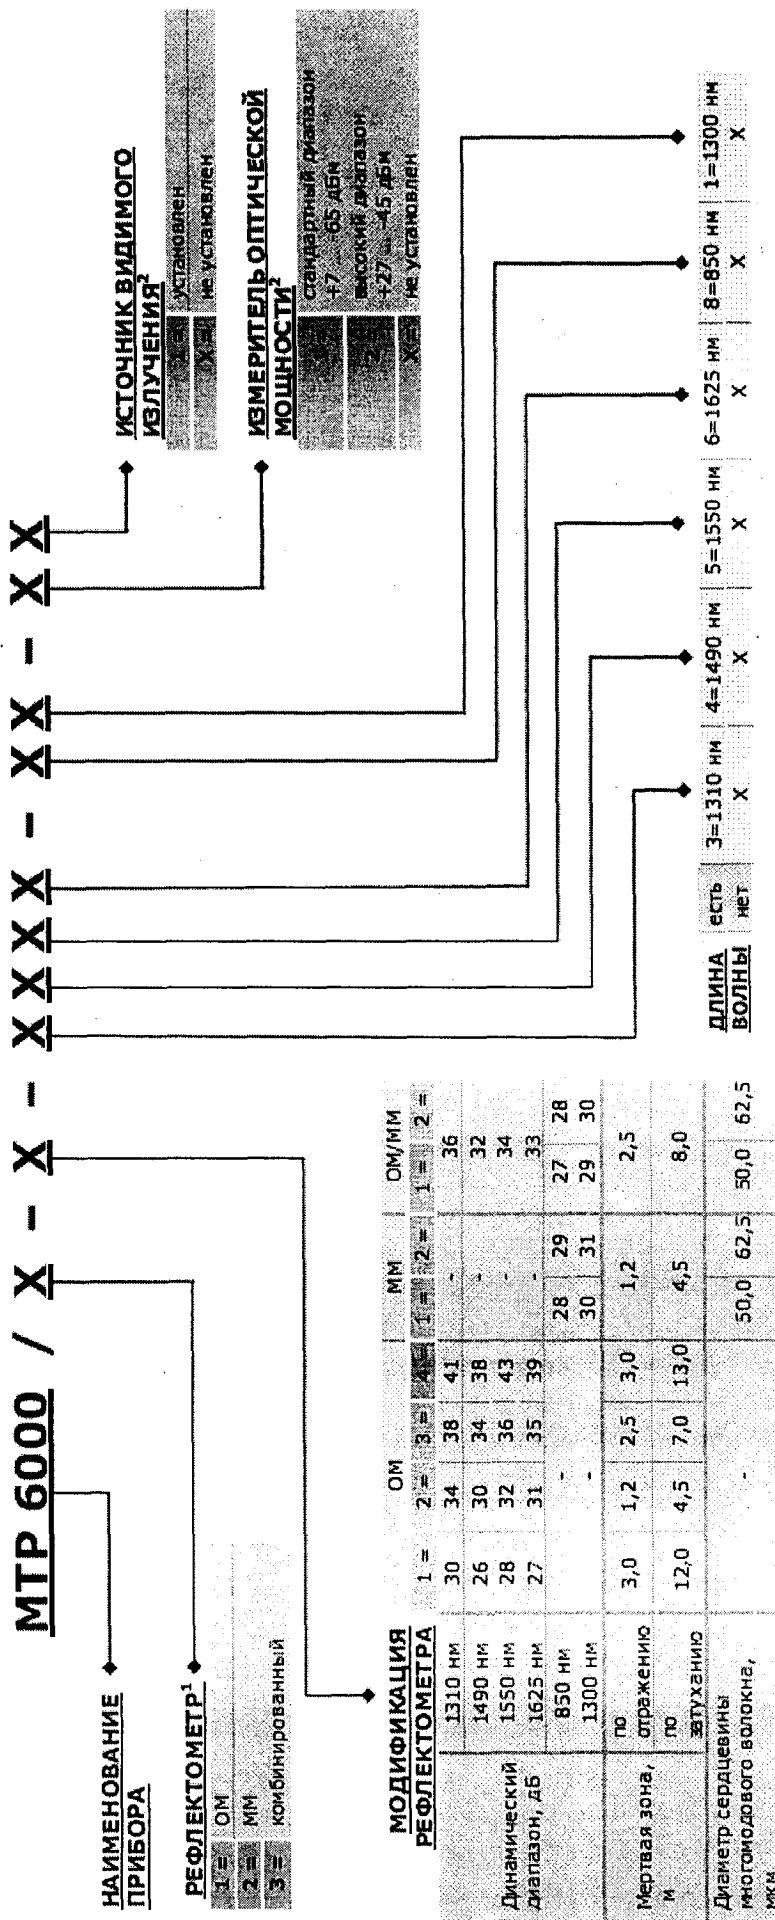 МТР 6000 / X - X - XXXX - XX - XX
НАИМЕНОВАНИЕ
ПРИБОРА
РЕФЛЕКТОМЕТР¹
1 = ОМ
2 = ММ
3 = комбинированный
МОДИФИКАЦИЯ
РЕФЛЕКТОМЕТРА
ОМ ММ ОМ/ММ
1 = 2 = 3 = 4 = 1 = 2 = 1 = 2 =
Динамический
диапазон, дБ
1310 нм 30 34 38 41 - 36
1490 нм 26 30 34 38 - 32
1550 нм 28 32 36 43 - 34
1625 нм 27 31 35 39 - 33
850 нм - 28 29 27 28
1300 нм - 30 31 29 30
Мертвая зона,
м
по
отражению 3,0 1,2 2,5 3,0 1,2 2,5
по
затуханию 12,0 4,5 7,0 13,0 4,5 8,0
Диаметр сердцевины
многомодового волокна,
мкм
- 50,0 62,5 50,0 62,5
ИСТОЧНИК ВИДИМОГО
ИЗЛУЧЕНИЯ²
1 = установлен
X = не установлен
ИЗМЕРИТЕЛЬ ОПТИЧЕСКОЙ
МОЩНОСТИ²
1 = стандартный диапазон
+7 ... -65 дБм
2 = высокий диапазон
+27 ... -45 дБм
X = не установлен
ДЛИНА
ВОЛНЫ
есть 3=1310 нм 4=1490 нм 5=1550 нм 6=1625 нм 8=850 нм 1=1300 нм
нет X X X X X X